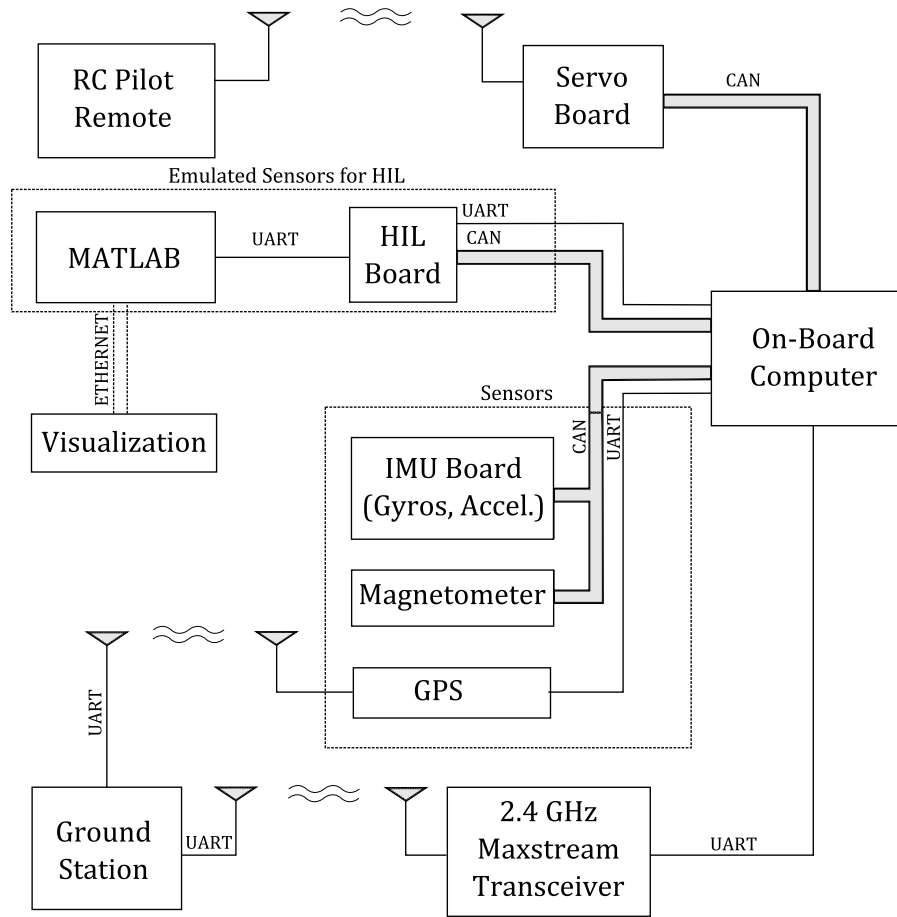 RC Pilot
Remote
Servo
Board
CAN
Emulated Sensors for HIL
MATLAB
UART
HIL
Board
UART
CAN
ETHERNET
Visualization
On-Board
Computer
Sensors
CAN
UART
IMU Board
(Gyros, Accel.)
Magnetometer
GPS
UART
Ground
Station
UART
2.4 GHz
Maxstream
Transceiver
UART